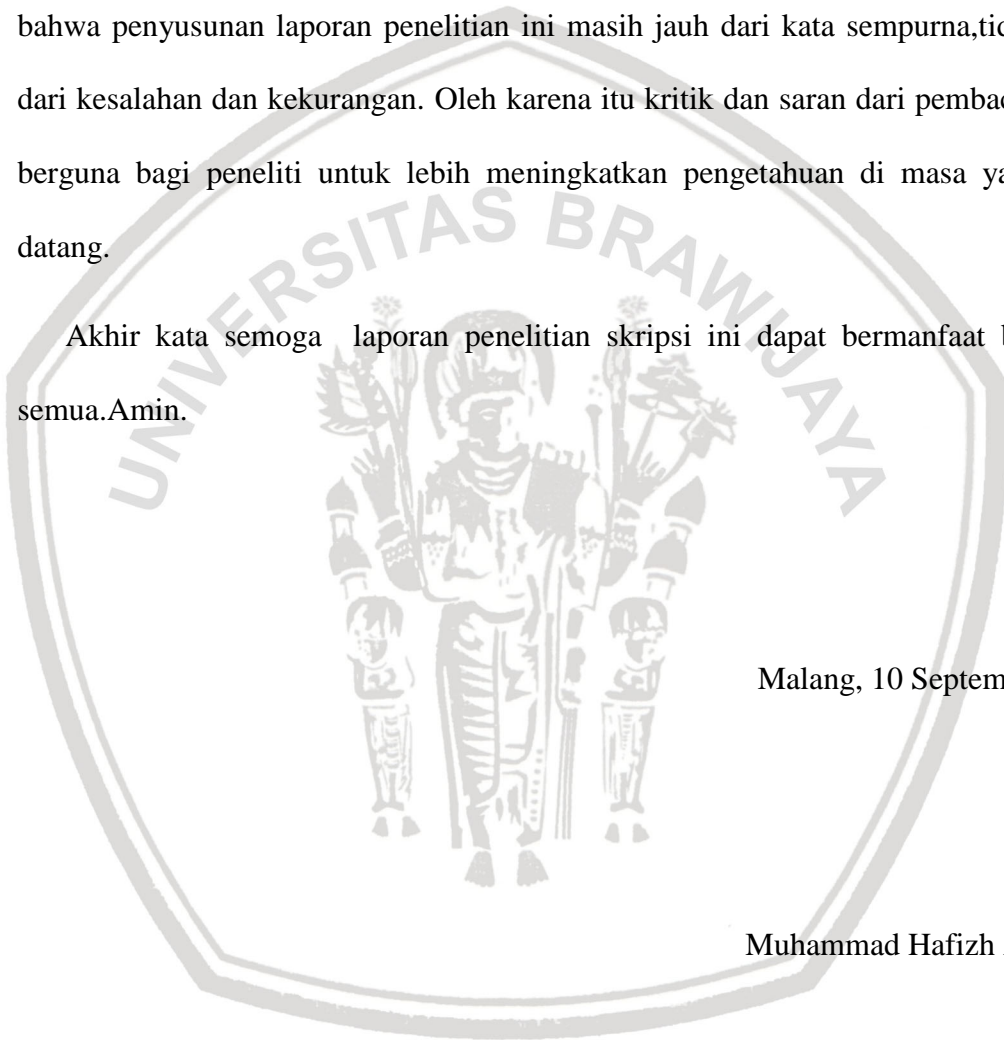 bahwa penyusunan laporan penelitian ini masih jauh dari kata sempurna,
dari kesalahan dan kekurangan. Oleh karena itu kritik dan saran dari
berguna bagi peneliti untuk lebih meningkatkan pengetahuan di masa
datang.
UNIVERSITAS BRAWIJAYA
Akhir kata semoga laporan penelitian skripsi ini dapat bermanfaat
semua.Amin.
Malang, 10
Muhammad Hafizh